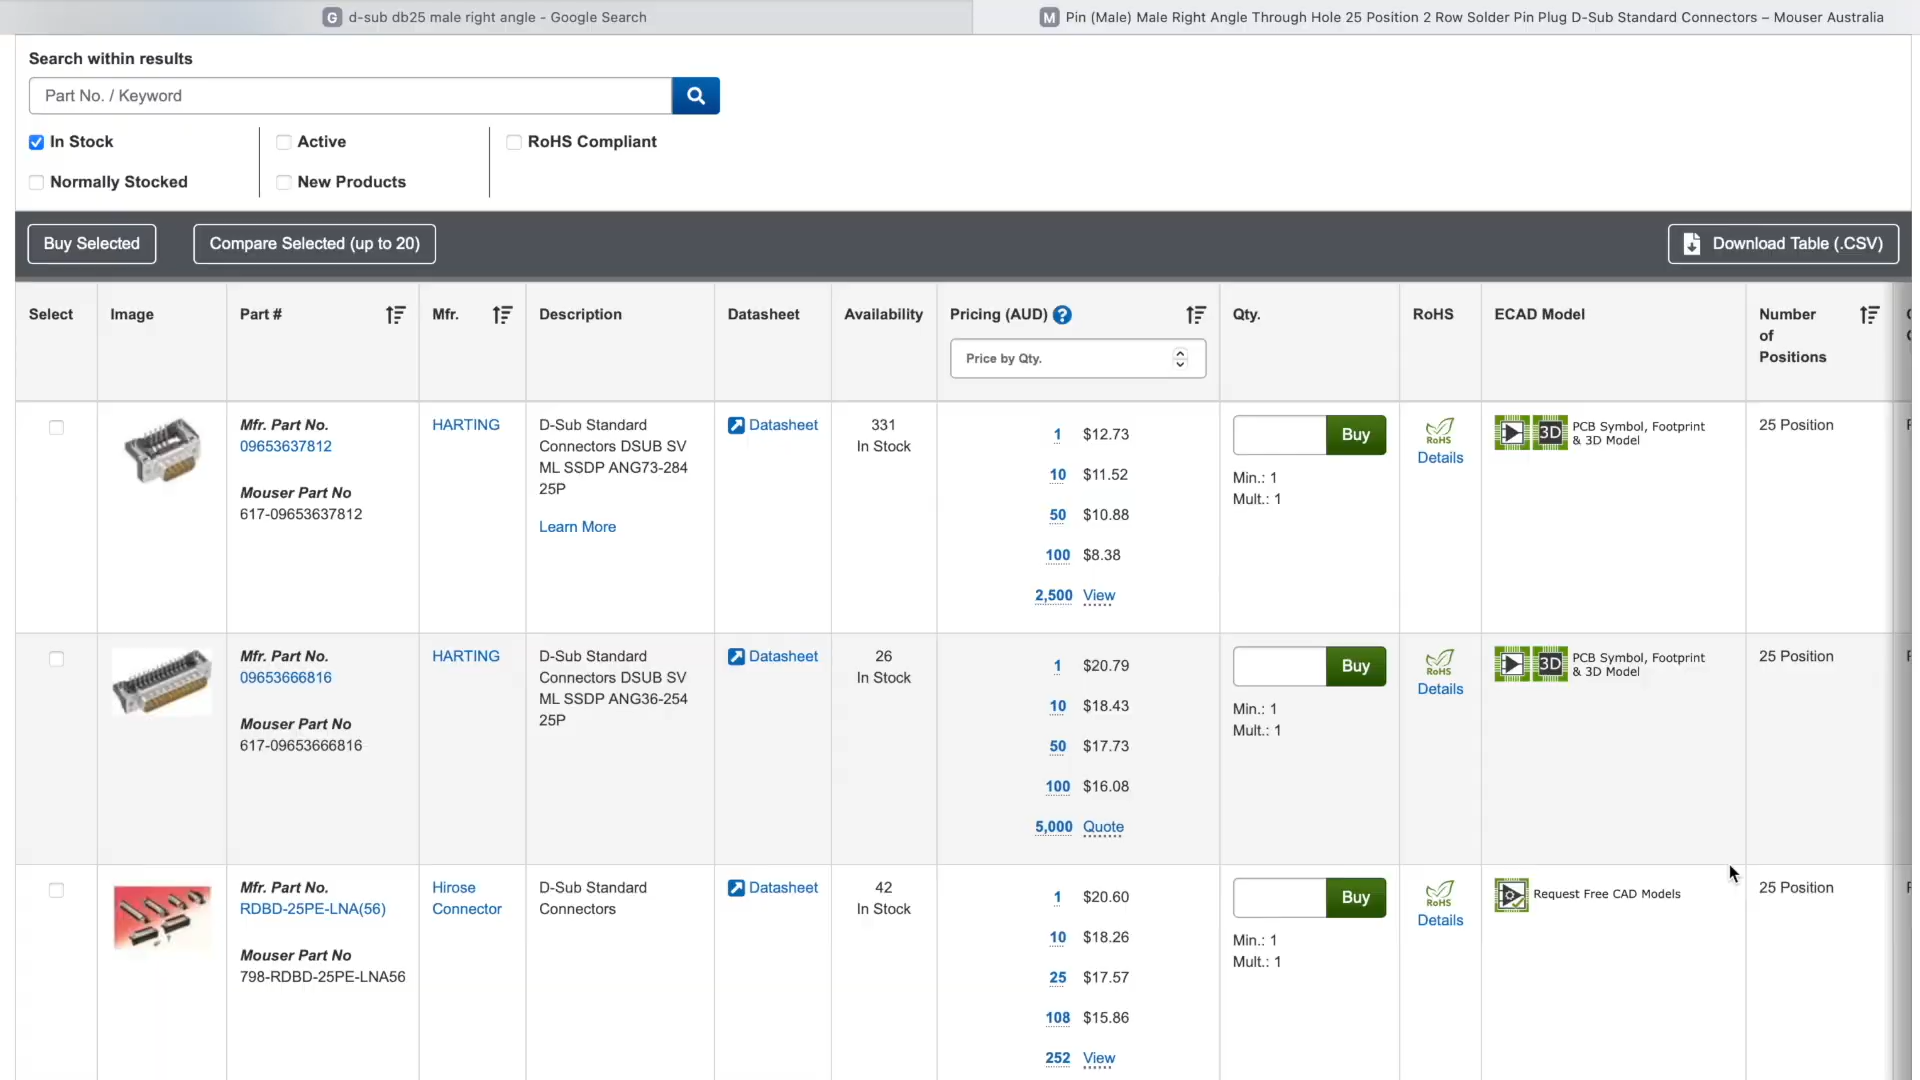 G d-sub db25 male right angle - Google Search
M Pin (Male) Male Right Angle Through Hole 25 Position 2 Row Solder Pin Plug D-Sub Standard Connectors – Mouser Australia
Search within results
Part No. / Keyword
In Stock
Active
RoHS Compliant
Normally Stocked
New Products
Buy Selected
Compare Selected (up to 20)
Download Table (.CSV)
Select
Image
Part #
Mfr.
Description
Datasheet
Availability
Pricing (AUD) ?
Price by Qty.
Qty.
RoHS
ECAD Model
Number
of
Positions
Mfr. Part No.
09653637812
Mouser Part No
617-09653637812
HARTING
D-Sub Standard
Connectors DSUB SV
ML SSDP ANG73-284
25P
Learn More
Datasheet
331
In Stock
1 $12.73
10 $11.52
50 $10.88
100 $8.38
2,500 View
Buy
Min.: 1
Mult.: 1
RoHS
Details
3D
PCB Symbol, Footprint
& 3D Model
25 Position
Mfr. Part No.
09653666816
Mouser Part No
617-09653666816
HARTING
D-Sub Standard
Connectors DSUB SV
ML SSDP ANG36-254
25P
Datasheet
26
In Stock
1 $20.79
10 $18.43
50 $17.73
100 $16.08
5,000 Quote
Buy
Min.: 1
Mult.: 1
RoHS
Details
3D
PCB Symbol, Footprint
& 3D Model
25 Position
Mfr. Part No.
RDBD-25PE-LNA(56)
Mouser Part No
798-RDBD-25PE-LNA56
Hirose
Connector
D-Sub Standard
Connectors
Datasheet
42
In Stock
1 $20.60
10 $18.26
25 $17.57
108 $15.86
252 View
Buy
Min.: 1
Mult.: 1
RoHS
Details
Request Free CAD Models
25 Position